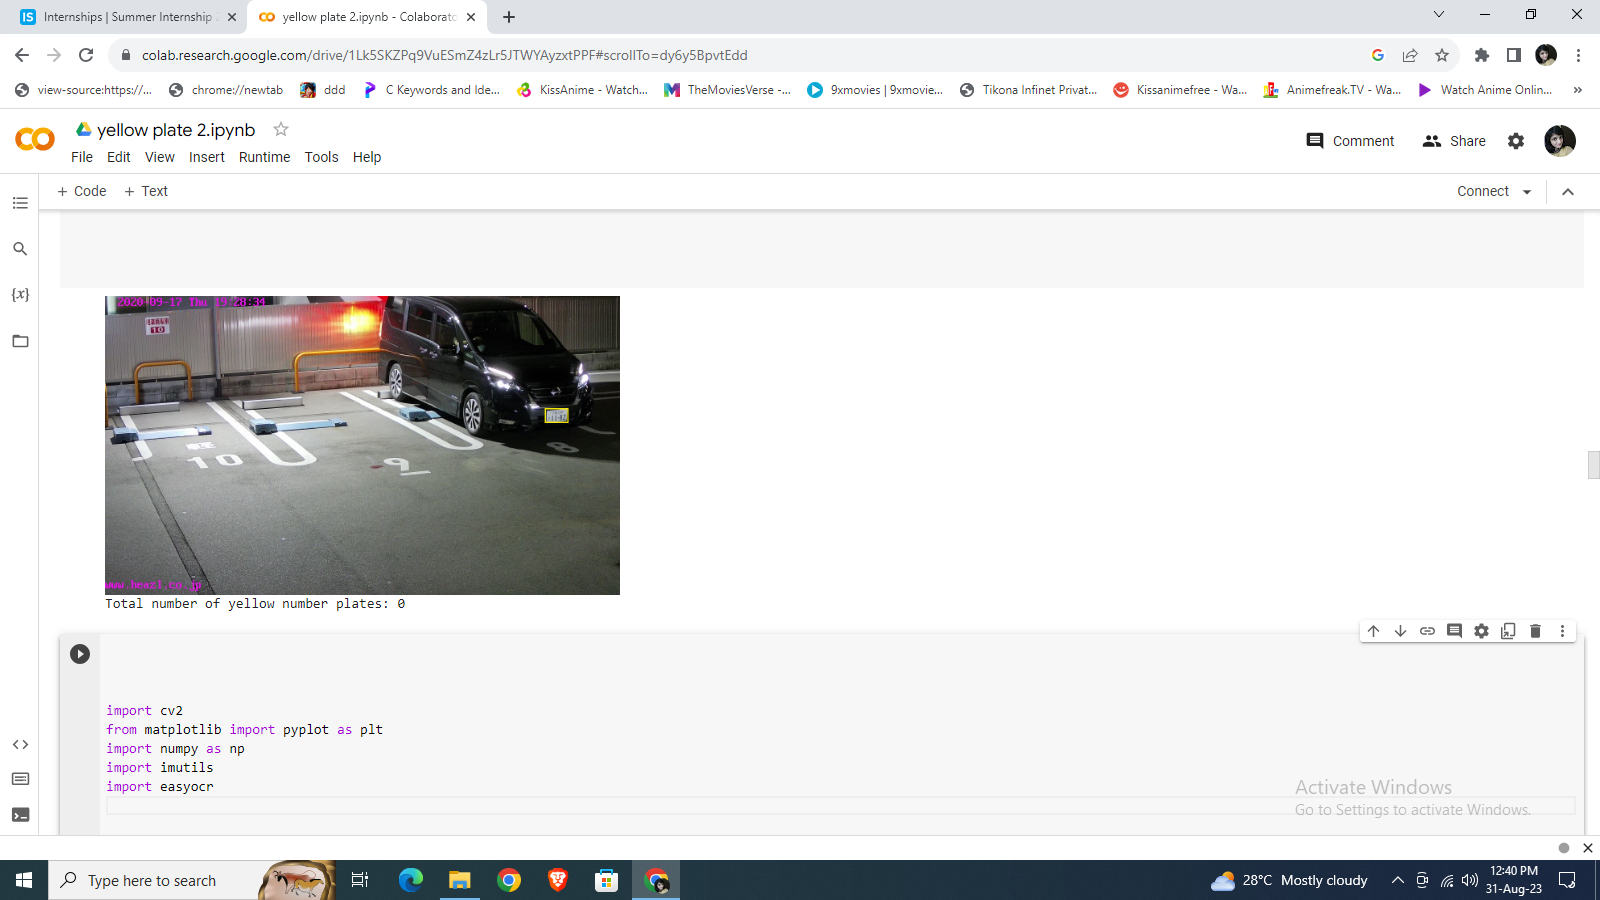 Internships | Summer Internship 2
yellow plate 2.ipynb - Colaborato
colab.research.google.com/drive/1Lk5SKZPq9VuESmZ4zLr5JTWYAyzxtPPF#scrollTo=dy6y5BpvtEdd
view-source:https://...
chrome://newtab
ddd
C Keywords and Ide...
KissAnime - Watch...
TheMoviesVerse -...
9xmovies | 9xmovie...
Tikona Infinet Privat...
Kissanimefree - Wa...
Animefreak.TV - Wa...
Watch Anime Onlin...
yellow plate 2.ipynb
File Edit View Insert Runtime Tools Help
Comment
Share
+ Code + Text
Connect
{x}
2020-09-17 Thu 19:28:34
10
10
9
8
Total number of yellow number plates: 0
import cv2
from matplotlib import pyplot as plt
import numpy as np
import imutils
import easyocr
Activate Windows
Go to Settings to activate Windows.
Type here to search
28°C Mostly cloudy
12:40 PM
31-Aug-23